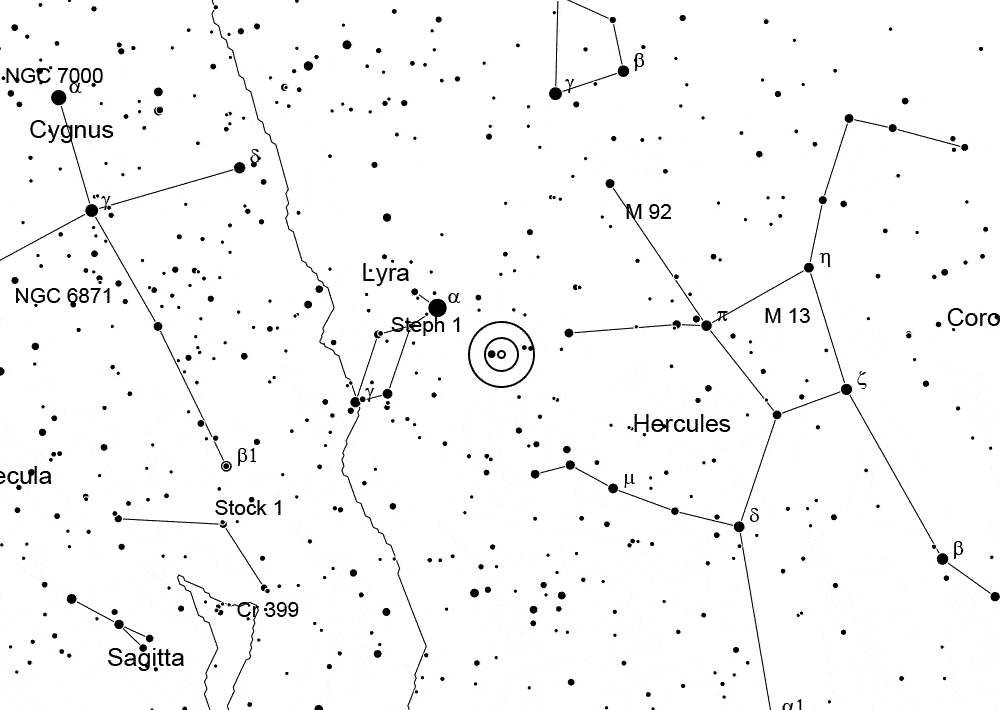 β
NGC 7000
α
γ
Cygnus
δ
γ
M 92
η
Lyra
α
NGC 6871
Steph 1
π
M 13
Coro
γ
ζ
Hercules
β1
ecula
μ
Stock 1
δ
β
Cr 399
Sagitta
α1